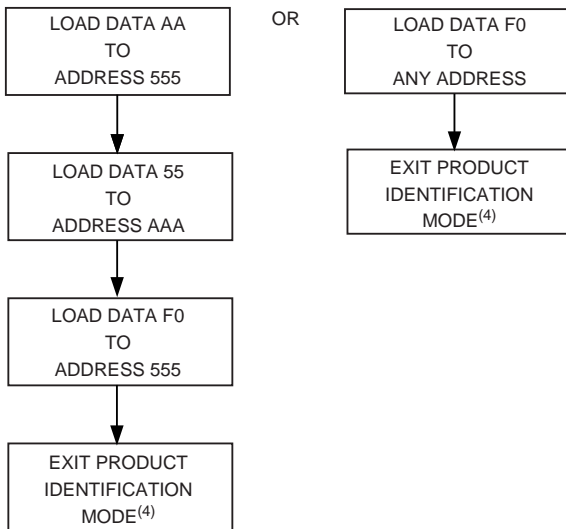 LOAD DATA AA
TO
ADDRESS 555
LOAD DATA 55
TO
ADDRESS AAA
LOAD DATA F0
TO
ADDRESS 555
EXIT PRODUCT
IDENTIFICATION
MODE(4)
OR
LOAD DATA F0
TO
ANY ADDRESS
EXIT PRODUCT
IDENTIFICATION
MODE(4)